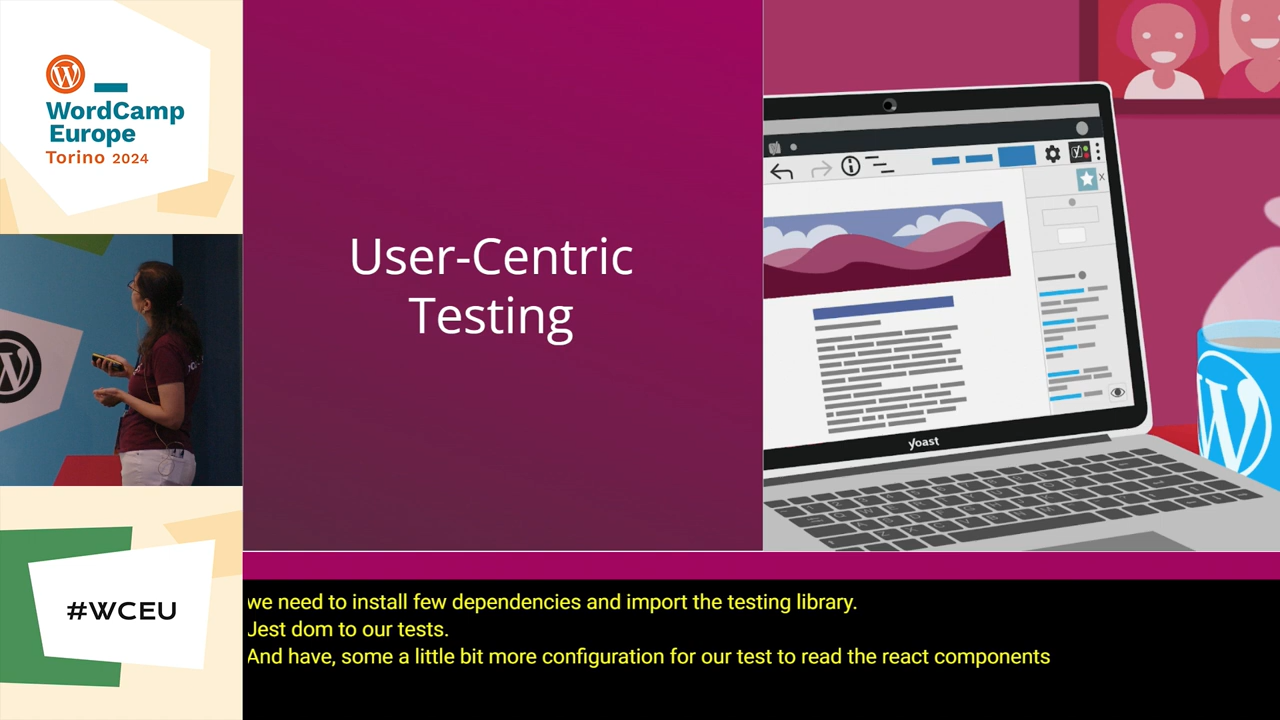 WordCamp
Europe
Torino 2024
User-Centric
Testing
yoast
#WCEU
we need to install few dependencies and import the testing library.
Jest dom to our tests.
And have, some a little bit more configuration for our test to read the react components